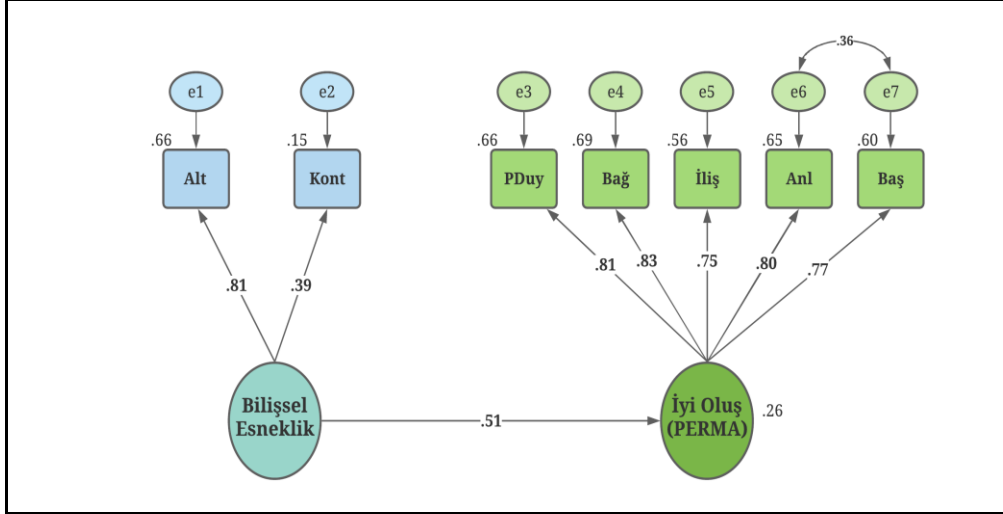 .36
e1
e2
e3
e4
e5
e6
e7
.66
.15
.66
.69
.56
.65
.60
Alt
Kont
PDuy
Bağ
İliş
Anl
Baş
.81
.39
.81
.83
.75
.80
.77
Bilişsel
Esneklik
.51
İyi Oluş
(PERMA)
.26